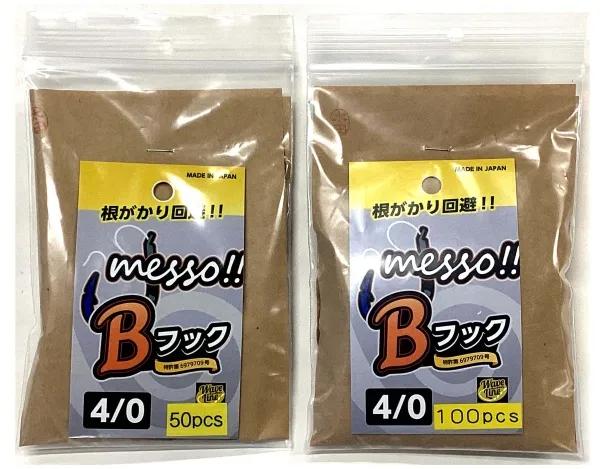 MADE IN JAPAN
根がかり回避!!
messo!!
Bフック
特許第6979709号
Wave Line
4/0
50pcs
MADE IN JAPAN
根がかり回避!!
messo!!
Bフック
特許第6979709号
Wave Line
4/0
100pcs